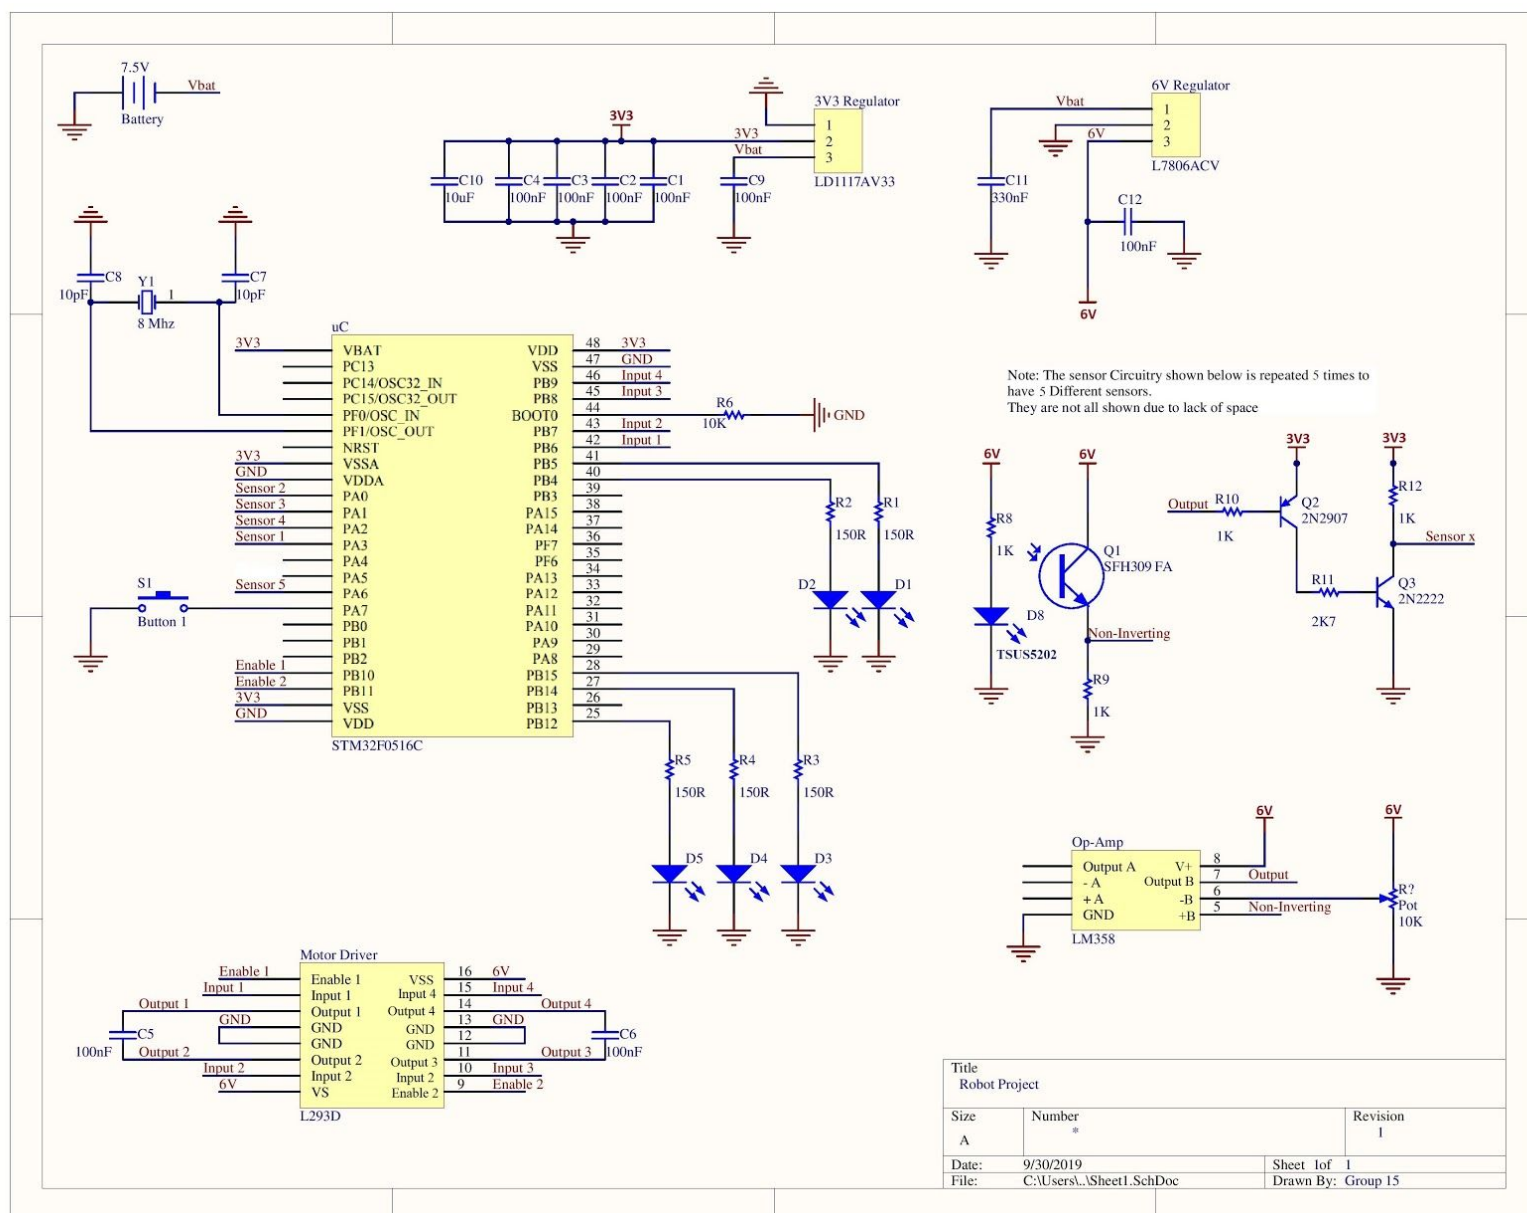 7.5V
Vbat
Battery
3V3
3V3
Vbat
3V3 Regulator
1
2
3
LD1117AV33
C10
10uF
C4
100nF
C3
100nF
C2
100nF
C1
100nF
C9
100nF
6V Regulator
Vbat
6V
1
2
3
L7806ACV
C11
330nF
C12
100nF
6V
C8
10pF
Y1
1
8 Mhz
C7
10pF
uC
3V3
VBAT
PC13
PC14/OSC32_IN
PC15/OSC32_OUT
PF0/OSC_IN
PF1/OSC_OUT
NRST
3V3
VSSA
GND
VDDA
Sensor 2
PA0
Sensor 3
PA1
Sensor 4
PA2
Sensor 1
PA3
PA4
PA5
Sensor 5
PA6
PA7
PB0
PB1
PB2
Enable 1
PB10
Enable 2
PB11
3V3
VSS
GND
VDD
VDD 48 3V3
VSS 47 GND
PB9 46 Input 4
PB8 45 Input 3
BOOT0 44
PB7 43 Input 2
PB6 42 Input 1
PB5 41
PB4 40
PB3 39
PA15 38
PA14 37
PF7 36
PF6 35
PA13 34
PA12 33
PA11 32
PA10 31
PA9 30
PA8 29
PB15 28
PB14 27
PB13 26
PB12 25
STM32F0516C
S1
Button 1
R6
10K
GND
R2
150R
R1
150R
D2
D1
R5
150R
R4
150R
R3
150R
D5
D4
D3
Note: The sensor Circuitry shown below is repeated 5 times to
have 5 Different sensors.
They are not all shown due to lack of space
6V
R8
1K
D8
TSUS5202
6V
Q1
SFH309 FA
Non-Inverting
R9
1K
Output
R10
1K
3V3
Q2
2N2907
R11
2K7
3V3
R12
1K
Sensor x
Q3
2N2222
Op-Amp
Output A
- A
+ A
GND
V+ 8
Output B 7 Output
-B 6
+B 5 Non-Inverting
LM358
6V
6V
R?
Pot
10K
Motor Driver
Enable 1 Enable 1
Input 1 Input 1
Output 1 Output 1
GND GND
GND
Output 2 Output 2
Input 2 Input 2
6V VS
VSS 16 6V
Input 4 15 Input 4
Output 4 14 Output 4
GND 13 GND
GND 12
Output 3 11 Output 3
Input 2 10 Input 3
Enable 2 9 Enable 2
L293D
C5
100nF
C6
100nF
Title
Robot Project
Size
A
Number
*
Revision
1
Date: 9/30/2019
Sheet 1of 1
File: C:\Users\..\Sheet1.SchDoc
Drawn By: Group 15